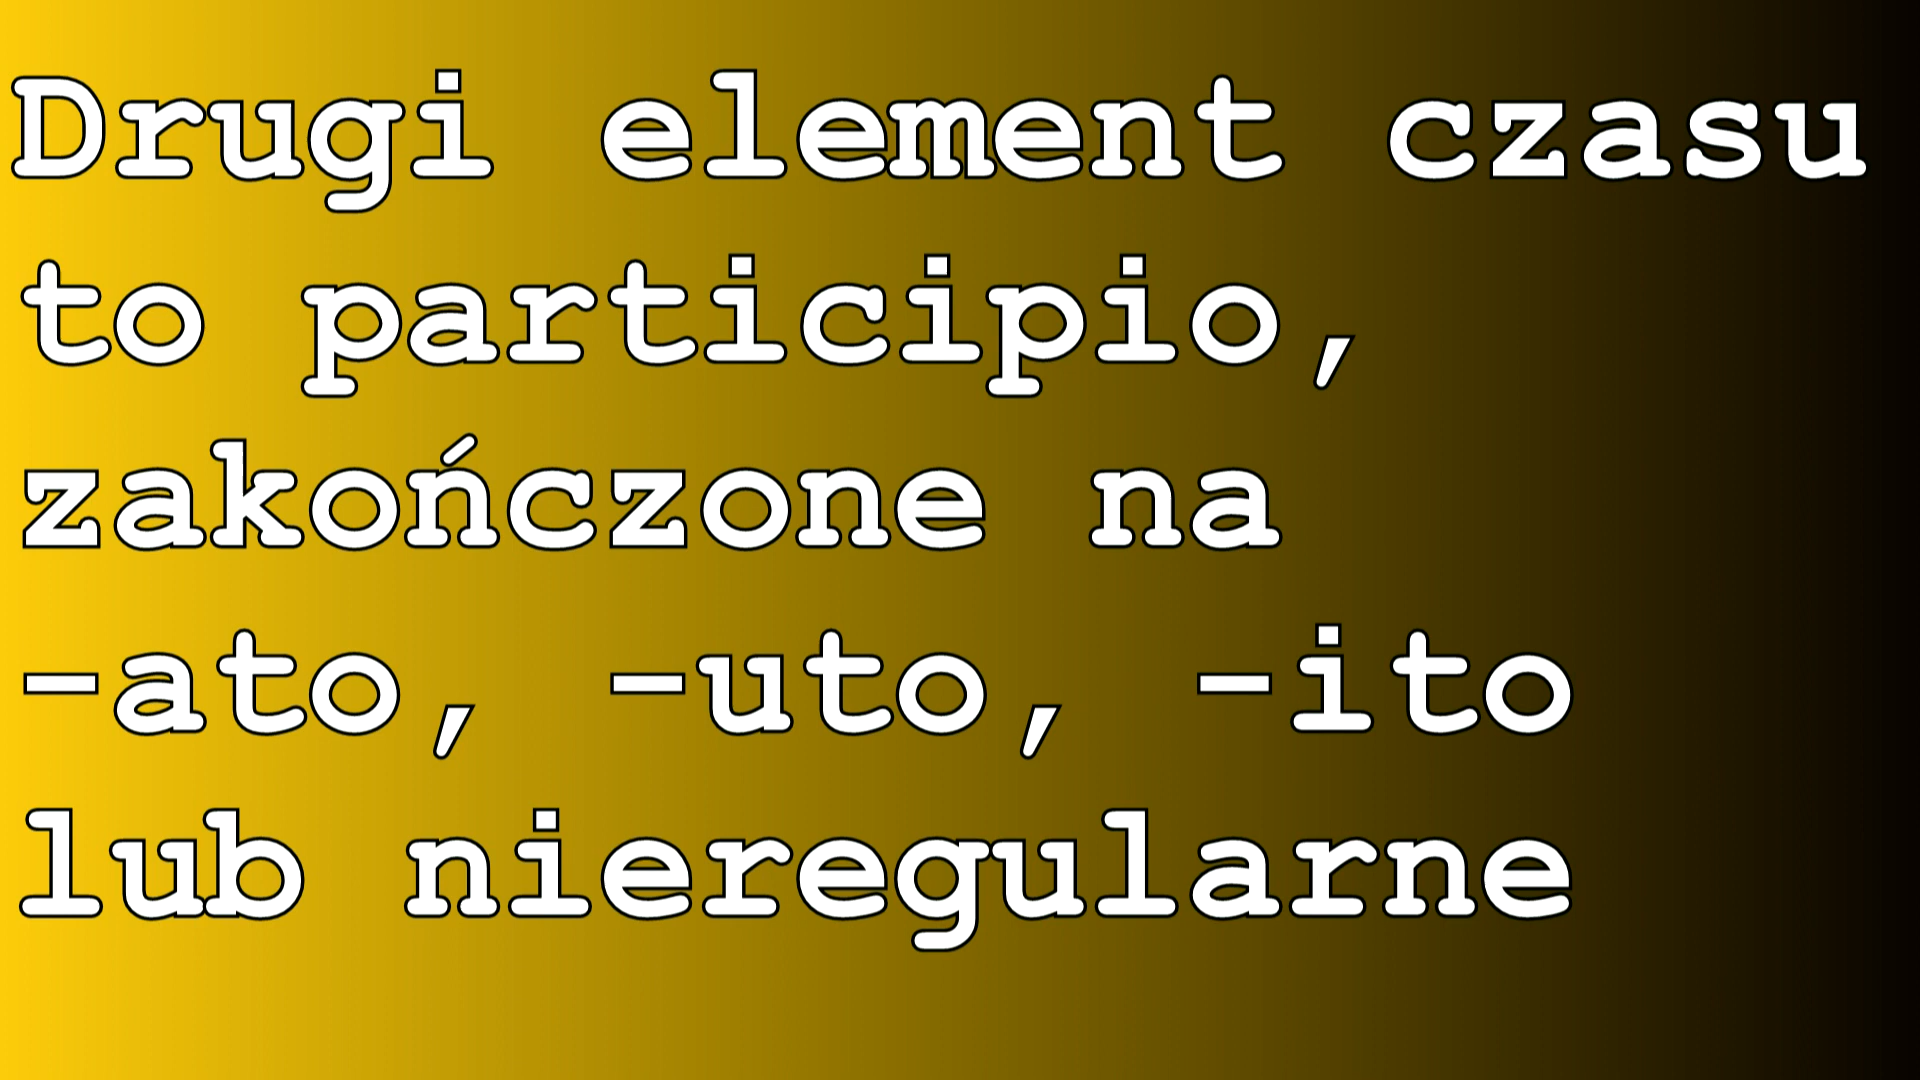 Drugi element czasu
to participio,
zakończone na
-ato, -uto, -ito
lub nieregularne